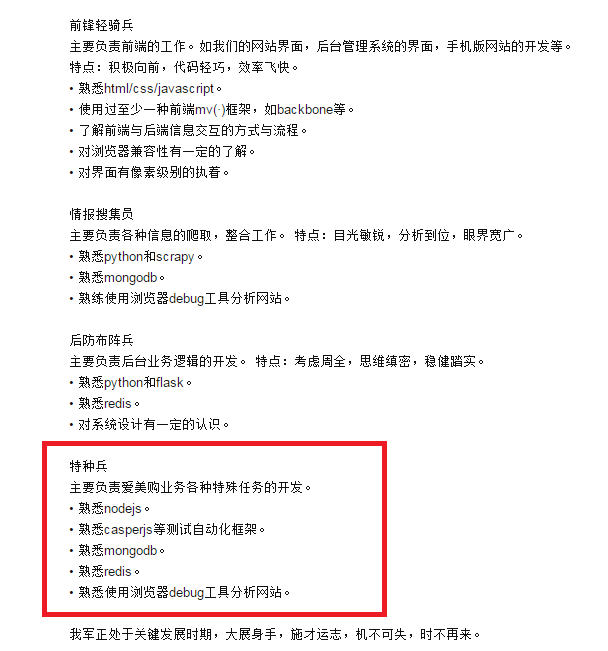 前锋轻骑兵
主要负责前端的工作。如我们的网站界面，后台管理系统的界面，手机版网站的开发等。
特点：积极向前，代码轻巧，效率飞快。
• 熟悉html/css/javascript。
• 使用过至少一种前端mv(·)框架，如backbone等。
• 了解前端与后端信息交互的方式与流程。
• 对浏览器兼容性有一定的了解。
• 对界面有像素级别的执着。
情报搜集员
主要负责各种信息的爬取，整合工作。 特点：目光敏锐，分析到位，眼界宽广。
• 熟悉python和scrapy。
• 熟悉mongodb。
• 熟练使用浏览器debug工具分析网站。
后防布阵兵
主要负责后台业务逻辑的开发。 特点：考虑周全，思维缜密，稳健踏实。
• 熟悉python和flask。
• 熟悉redis。
• 对系统设计有一定的认识。
特种兵
主要负责爱美购业务各种特殊任务的开发。
• 熟悉nodejs。
• 熟悉casperjs等测试自动化框架。
• 熟悉mongodb。
• 熟悉redis。
• 熟悉使用浏览器debug工具分析网站。
我军正处于关键发展时期，大展身手，施才运志，机不可失，时不再来。